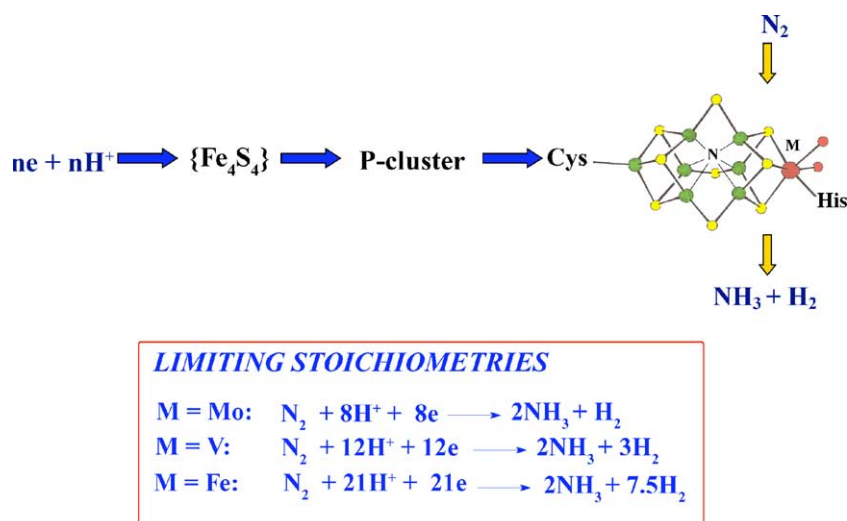 N₂
ne + nH⁺ {Fe₄S₄} P-cluster Cys N M
His
NH₃ + H₂
LIMITING STOICHIOMETRIES
M = Mo: N₂ + 8H⁺ + 8e → 2NH₃ + H₂
M = V: N₂ + 12H⁺ + 12e → 2NH₃ + 3H₂
M = Fe: N₂ + 21H⁺ + 21e → 2NH₃ + 7.5H₂